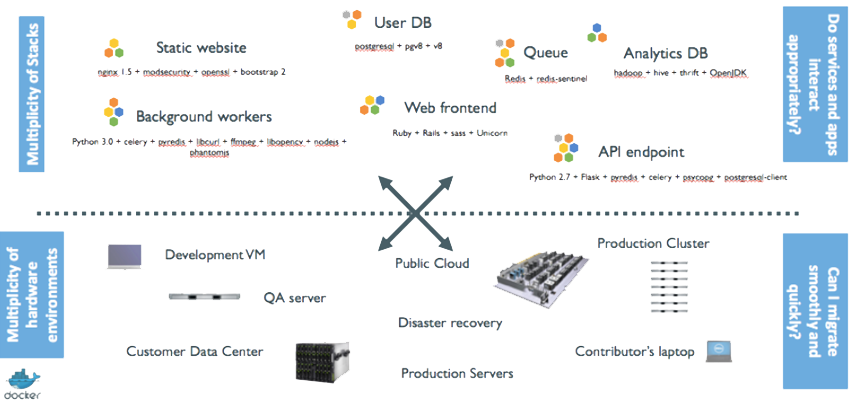 Multiplicity of Stacks
Static website
nginx 1.5 + modsecurity + openssl + bootstrap 2
User DB
postgresql + pgv8 + v8
Queue
Redis + redis-sentinel
Analytics DB
hadoop + hive + thrift + OpenJDK
Do services and apps
interact
appropriately?
Background workers
Python 3.0 + celery + pyredis + libcurl + ffmpeg + libopencv + nodejs +
phantomjs
Web frontend
Ruby + Rails + sass + Unicorn
API endpoint
Python 2.7 + Flask + pyredis + celery + psycopg + postgresql-client
Multiplicity of
hardware
environments
Development VM
QA server
Customer Data Center
Public Cloud
Disaster recovery
Production Servers
Production Cluster
Contributor's laptop
Can I migrate
smoothly and
quickly?
docker